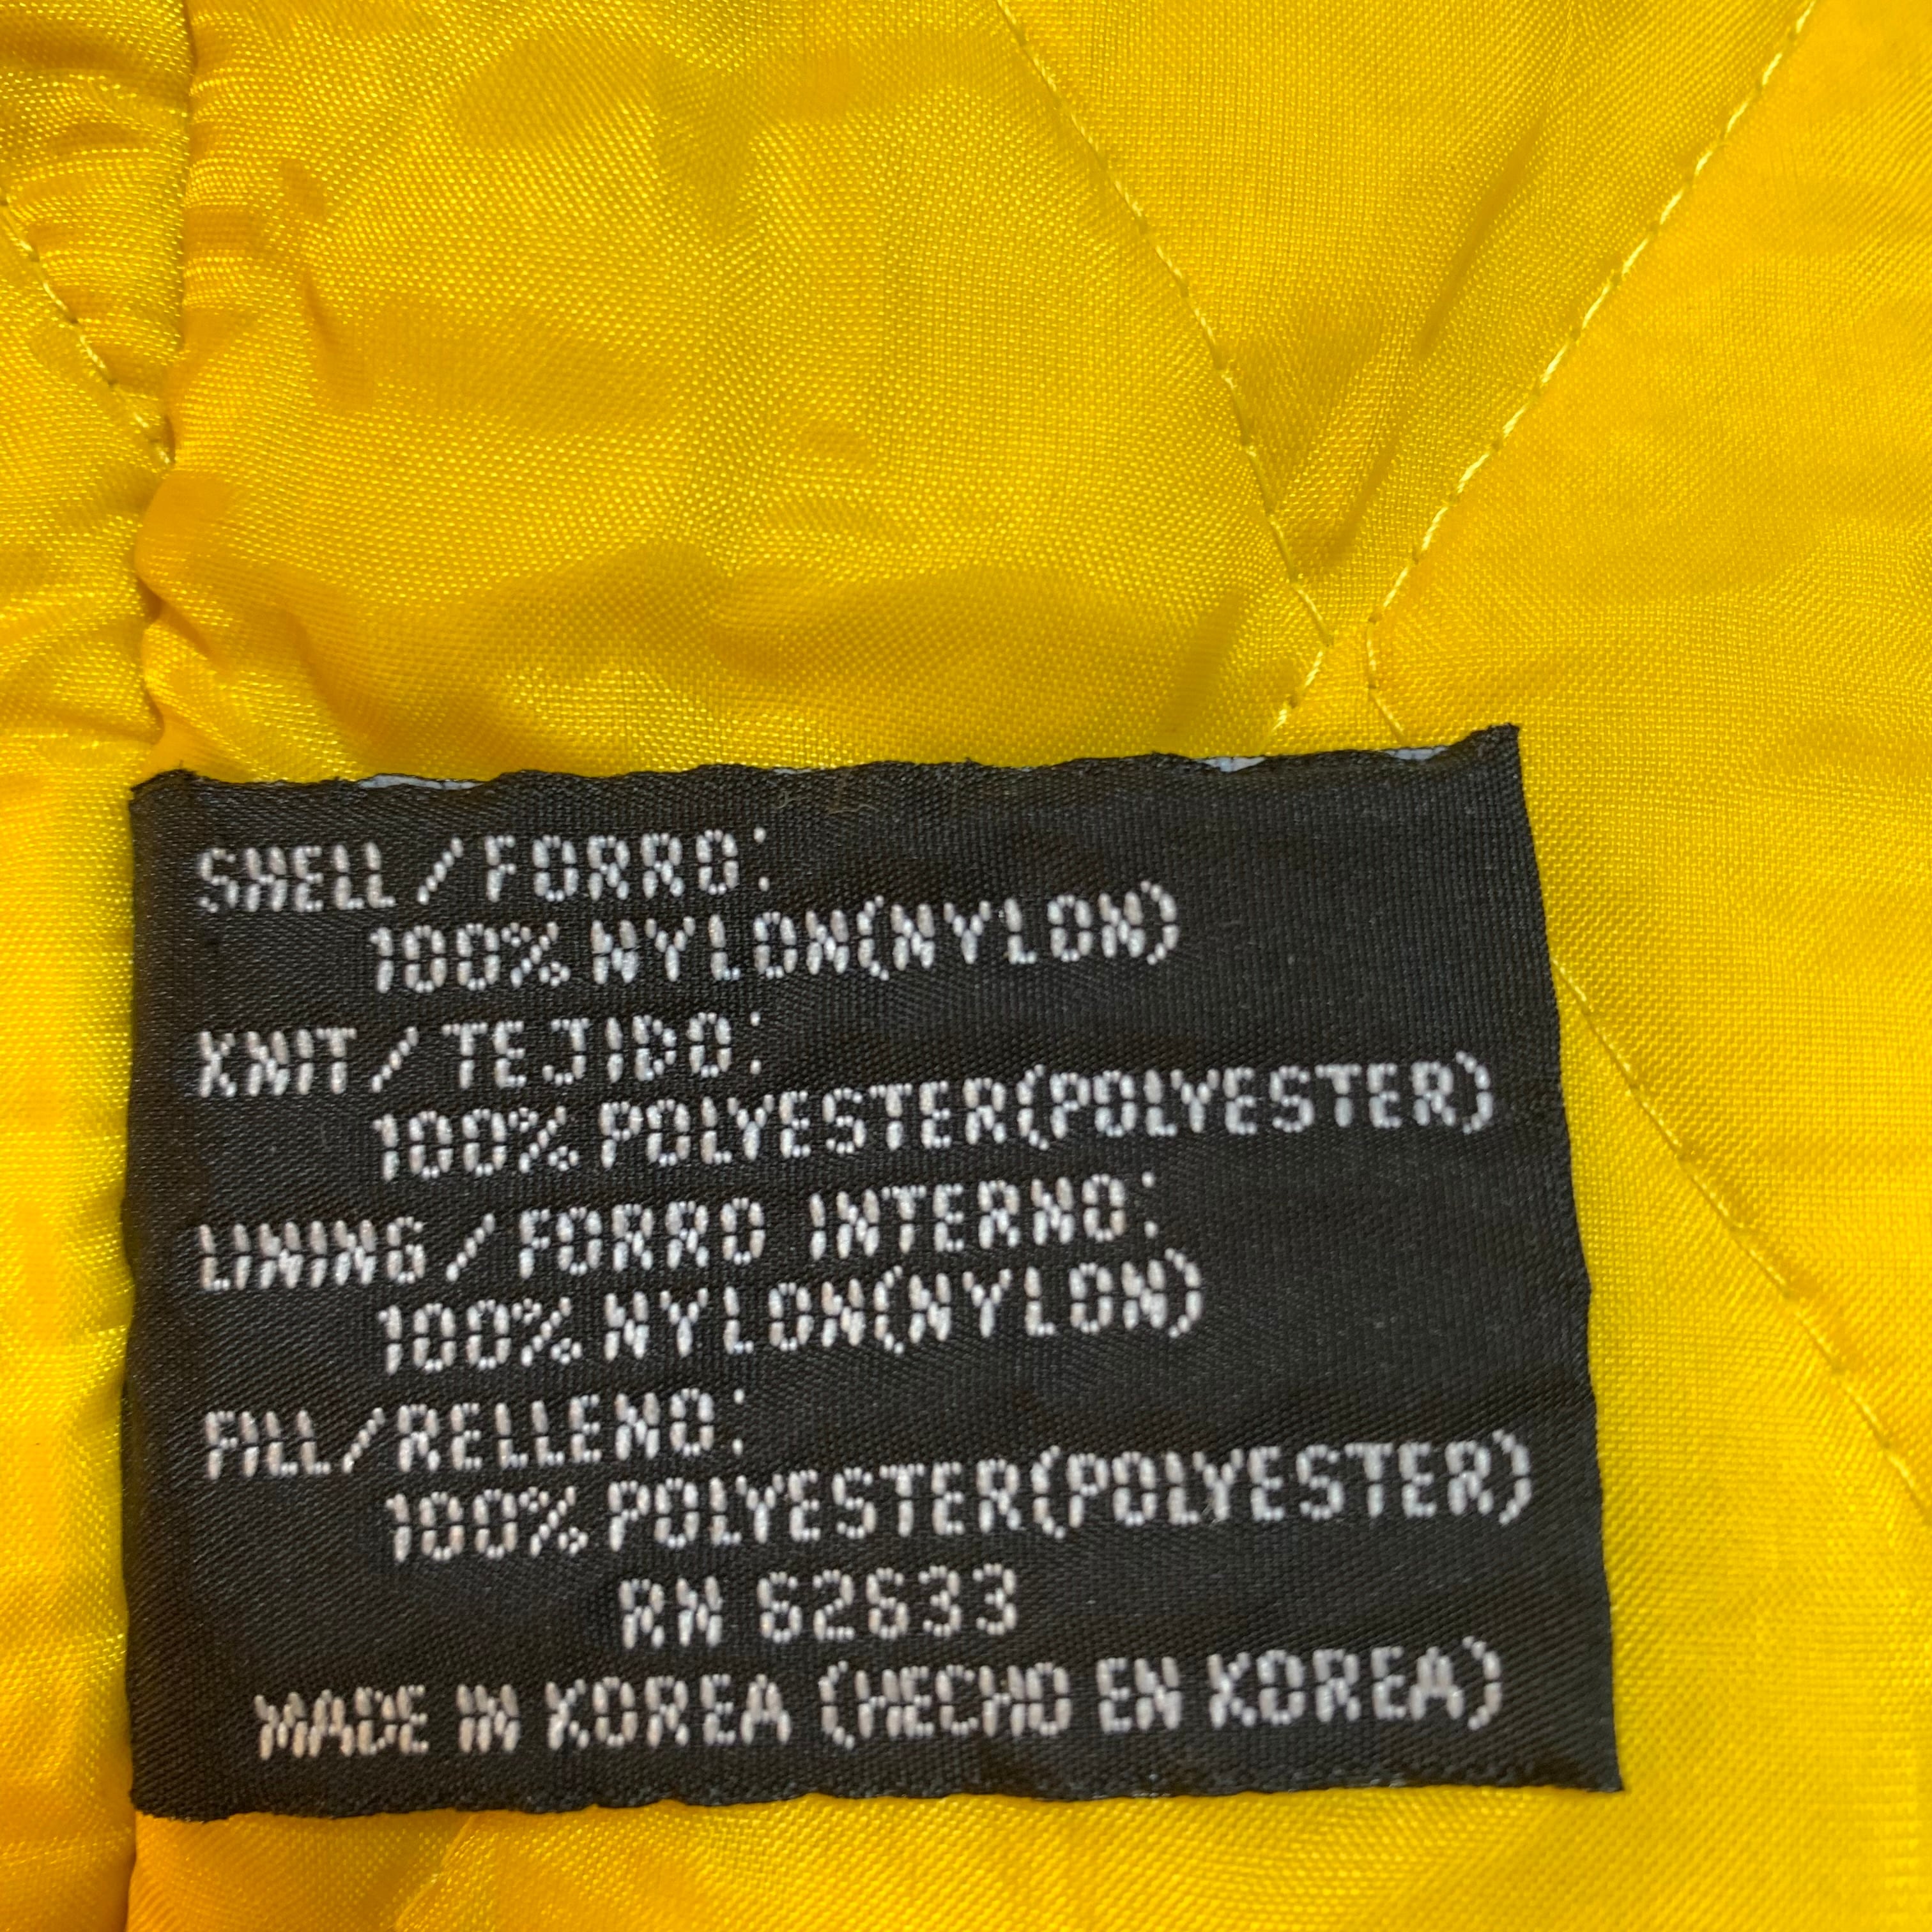 SHELL/FORRO:
100% NYLON(NYLON)
KNIT/TEJIDO:
100% POLYESTER(POLYESTER)
LINING/FORRO INTERNO:
100% NYLON(NYLON)
FILL/RELLENO:
100% POLYESTER(POLYESTER)
RN 62633
MADE IN KOREA (HECHO EN KOREA)